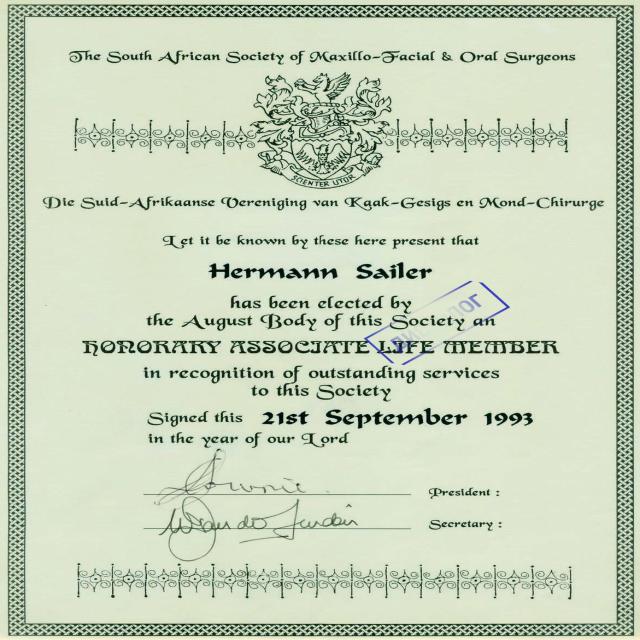 The South African Society of Maxillo-Facial & Oral Surgeons
SCIENTER UTOR
Die Suid-Afrikaanse Vereniging van Kaak-Gesigs en Mond-Chirurge
Let it be known by these here present that
Hermann Sailer
has been elected by
the August Body of this Society an
HONORARY ASSOCIATE LIFE MEMBER
in recognition of outstanding services
to this Society
Signed this 21st September 1993
in the year of our Lord
President :
Secretary :